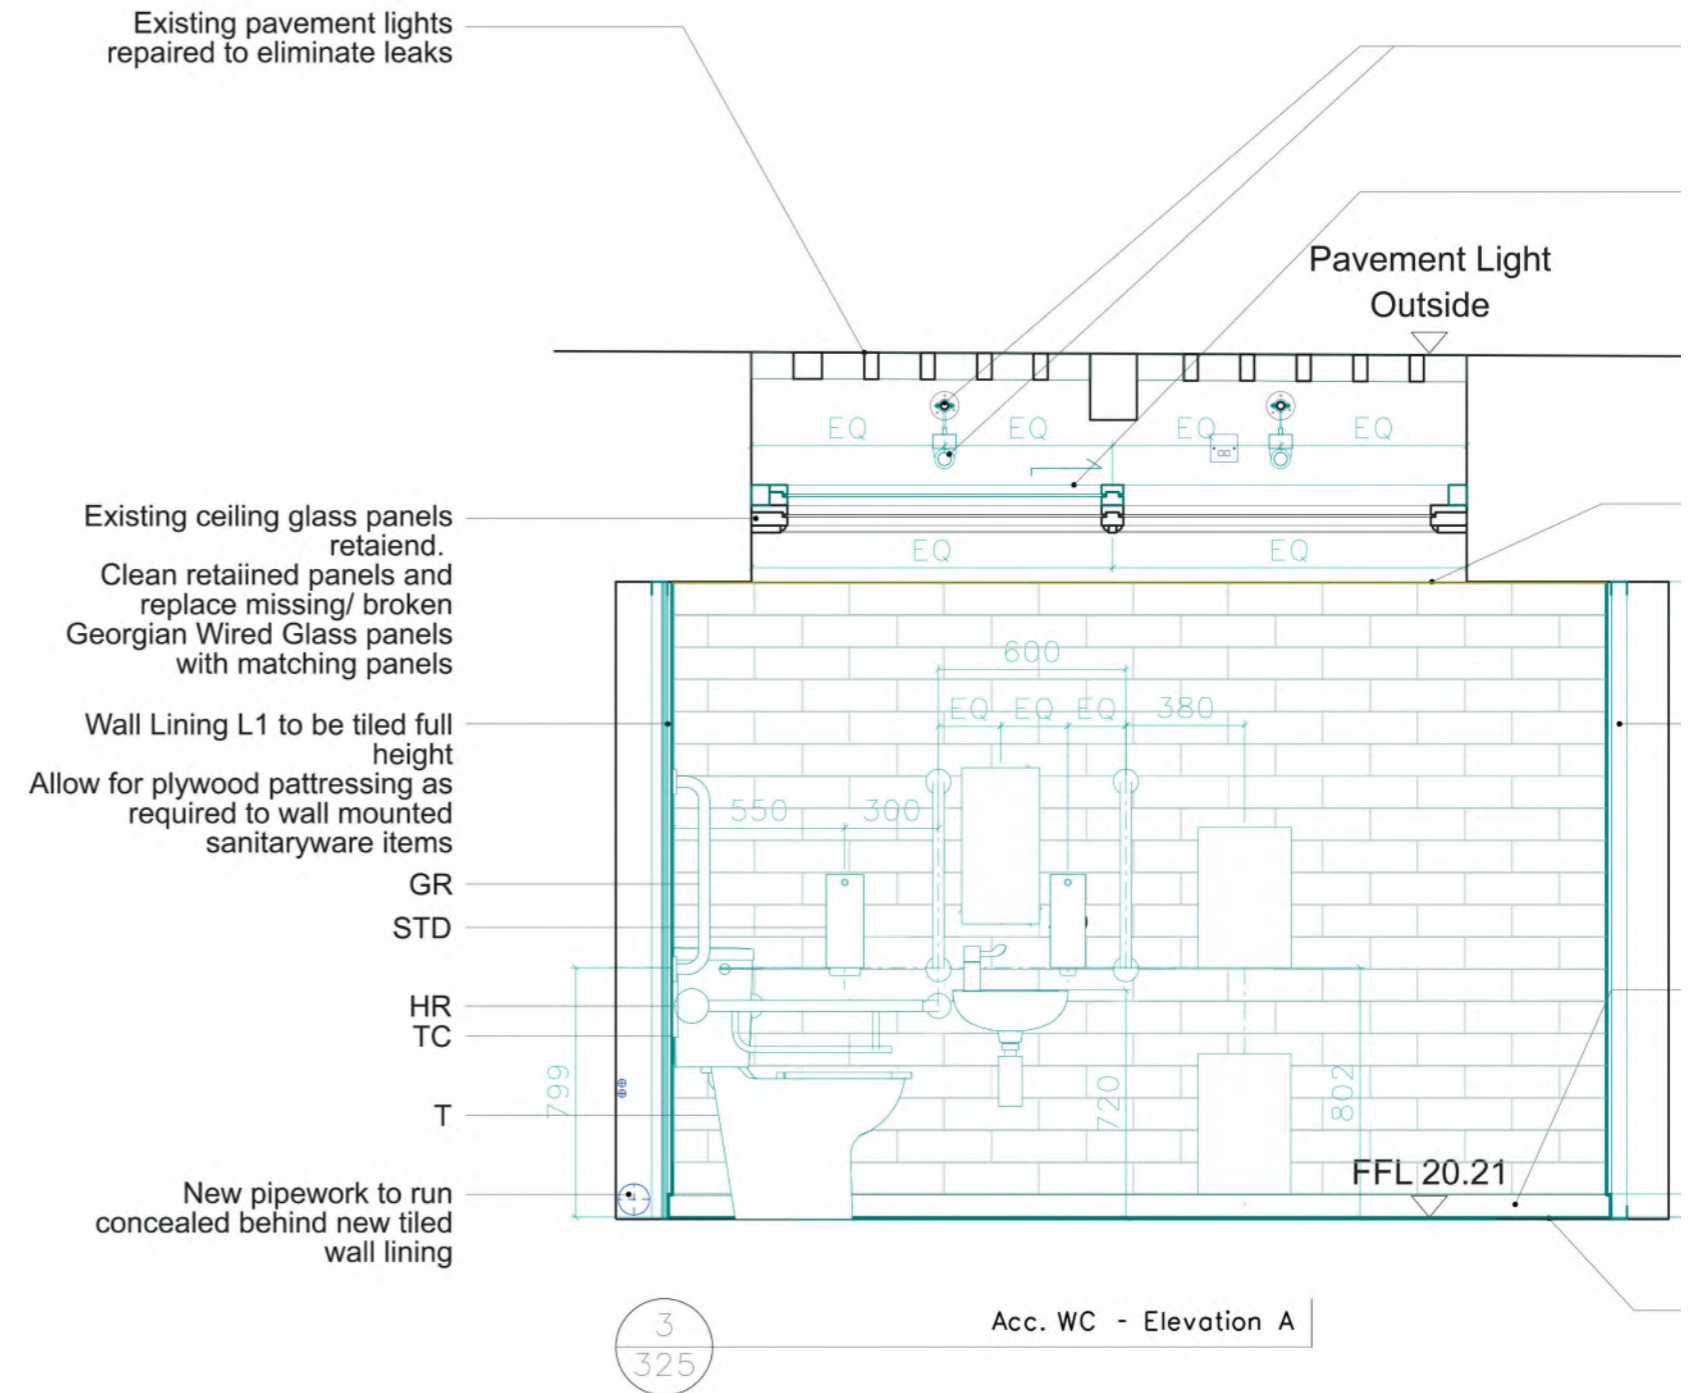 Existing pavement lights
repaired to eliminate leaks
Pavement Light
Outside
EQ EQ EQ EQ
Existing ceiling glass panels
retaiend.
Clean retaiined panels and
replace missing/ broken
Georgian Wired Glass panels
with matching panels
EQ EQ
600
EQ EQ EQ 380
Wall Lining L1 to be tiled full
height
Allow for plywood pattressing as
required to wall mounted
sanitaryware items
550 300
GR
STD
HR
TC
T
799
720
802
FFL 20.21
New pipework to run
concealed behind new tiled
wall lining
3
325
Acc. WC - Elevation A